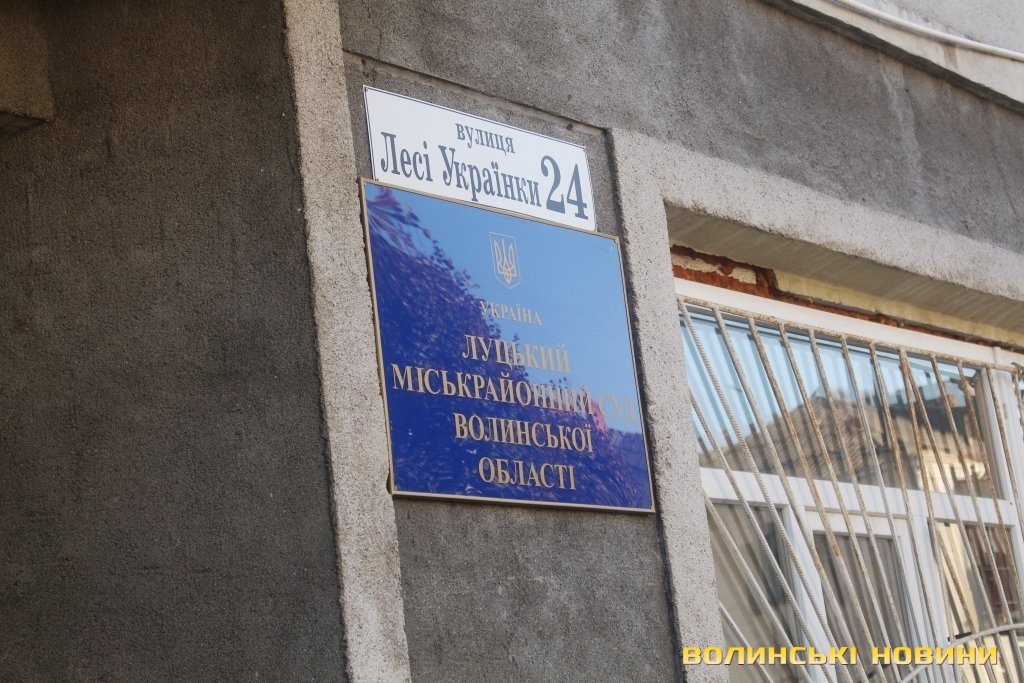 вулиця
Лесі Українки 24
УКРАЇНА
ЛУЦЬКИЙ
МІСЬКРАЙОННИЙ СУД
ВОЛИНСЬКОЇ
ОБЛАСТІ
ВОЛИНСЬКІ НОВИНИ